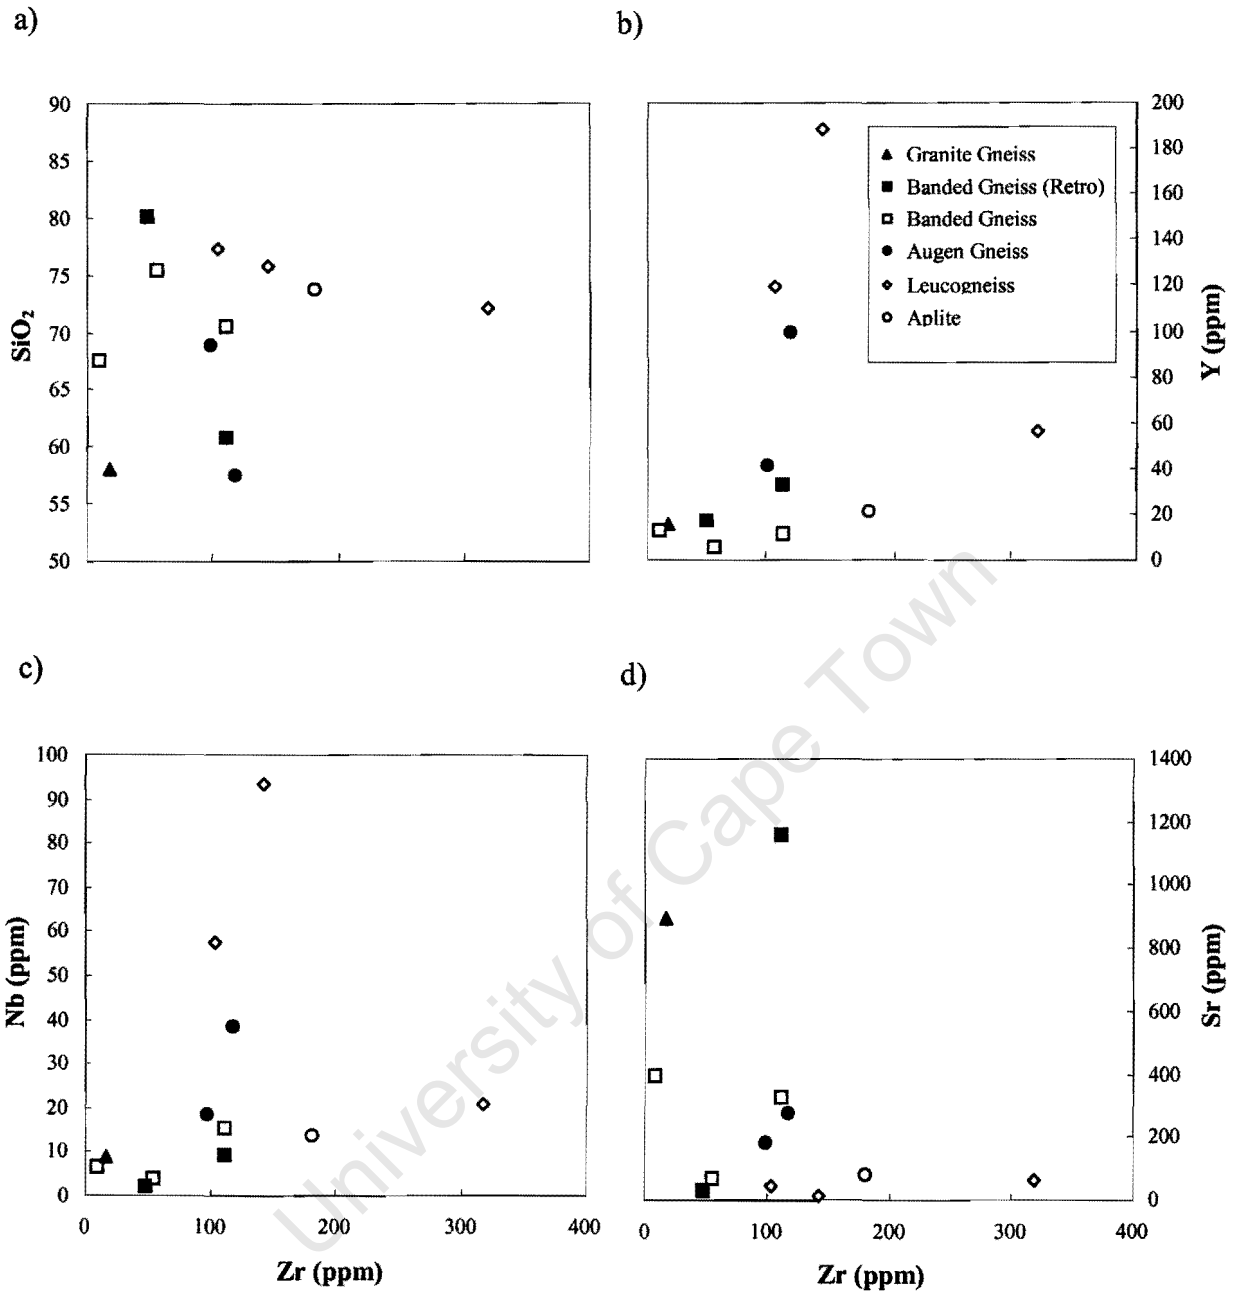 a)
b)
90
85
80
75
70
65
60
55
50
SiO₂
200
180
160
140
120
100
80
60
40
20
0
Y (ppm)
Granite Gneiss
Banded Gneiss (Retro)
Banded Gneiss
Augen Gneiss
Leucogneiss
Aplite
c)
d)
100
90
80
70
60
50
40
30
20
10
0
Nb (ppm)
0 100 200 300 400
Zr (ppm)
1400
1200
1000
800
600
400
200
0
Sr (ppm)
0 100 200 300 400
Zr (ppm)
University of Cape Town